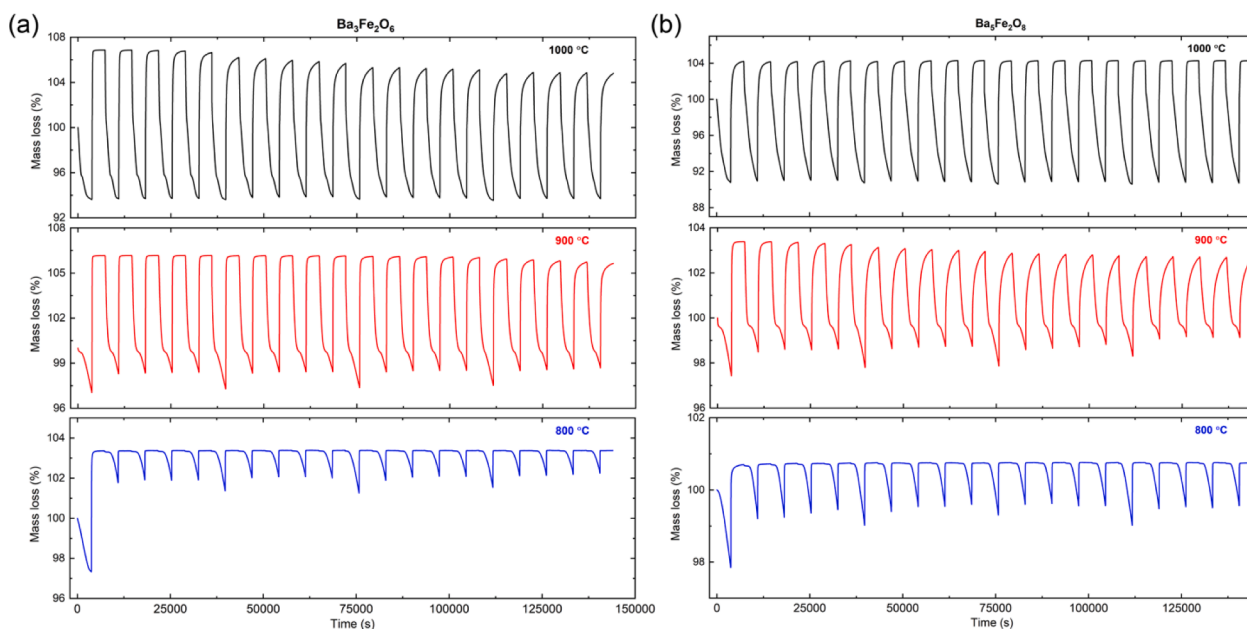 (a)
Ba₃Fe₂O₆
108
1000 °C
104
100
96
92
Mass loss (%)
108
900 °C
105
102
99
96
Mass loss (%)
106
800 °C
104
102
100
98
96
Mass loss (%)
0 25000 50000 75000 100000 125000 150000
Time (s)
(b)
Ba₅Fe₂O₈
1000 °C
104
100
96
92
88
Mass loss (%)
104
900 °C
103
102
100
99
98
96
Mass loss (%)
102
800 °C
100
98
Mass loss (%)
0 25000 50000 75000 100000 125000
Time (s)